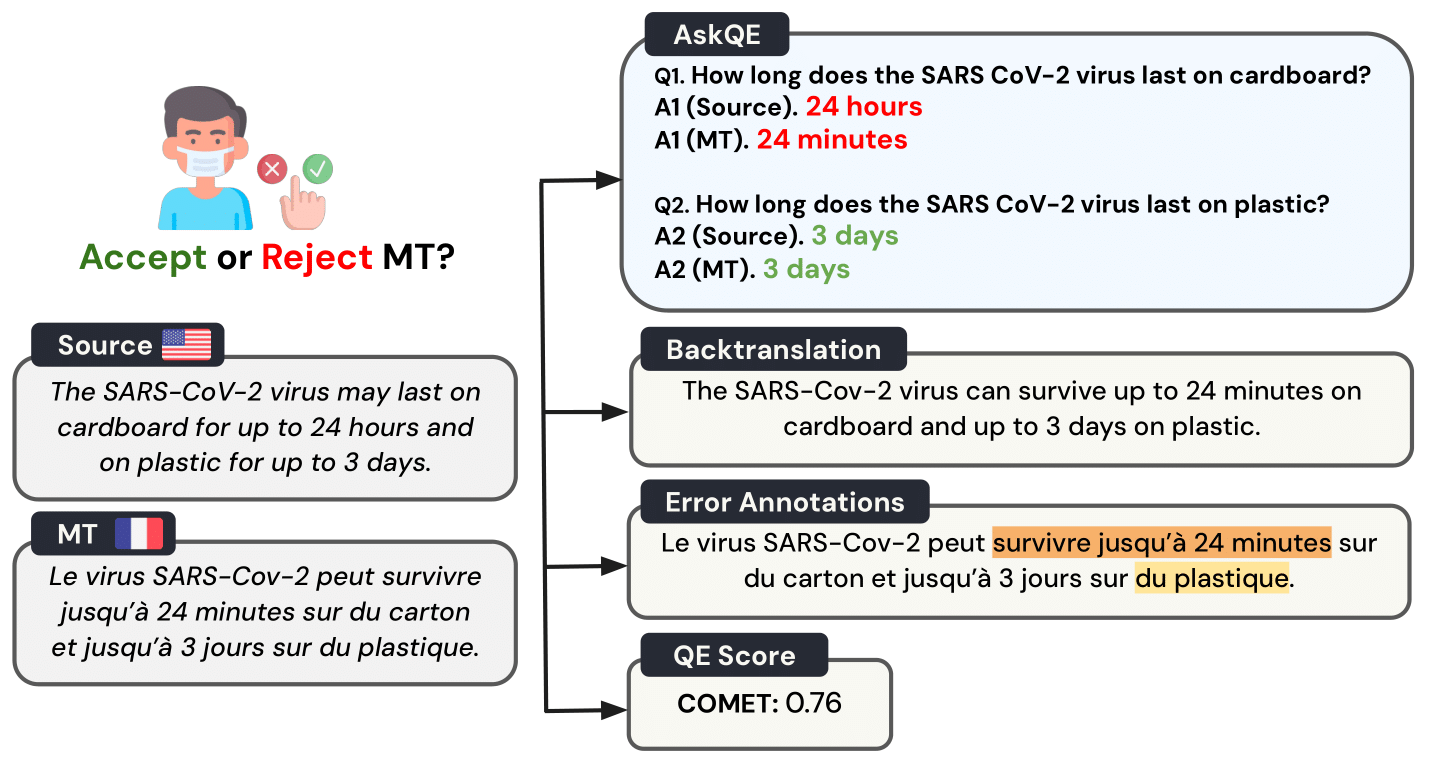 Accept or Reject MT?
Source
The SARS-CoV-2 virus may last on
cardboard for up to 24 hours and
on plastic for up to 3 days.
MT
Le virus SARS-Cov-2 peut survivre
jusqu'à 24 minutes sur du carton
et jusqu'à 3 jours sur du plastique.
AskQE
Q1. How long does the SARS CoV-2 virus last on cardboard?
A1 (Source). 24 hours
A1 (MT). 24 minutes
Q2. How long does the SARS CoV-2 virus last on plastic?
A2 (Source). 3 days
A2 (MT). 3 days
Backtranslation
The SARS-Cov-2 virus can survive up to 24 minutes on
cardboard and up to 3 days on plastic.
Error Annotations
Le virus SARS-Cov-2 peut survivre jusqu'à 24 minutes sur
du carton et jusqu'à 3 jours sur du plastique.
QE Score
COMET: 0.76